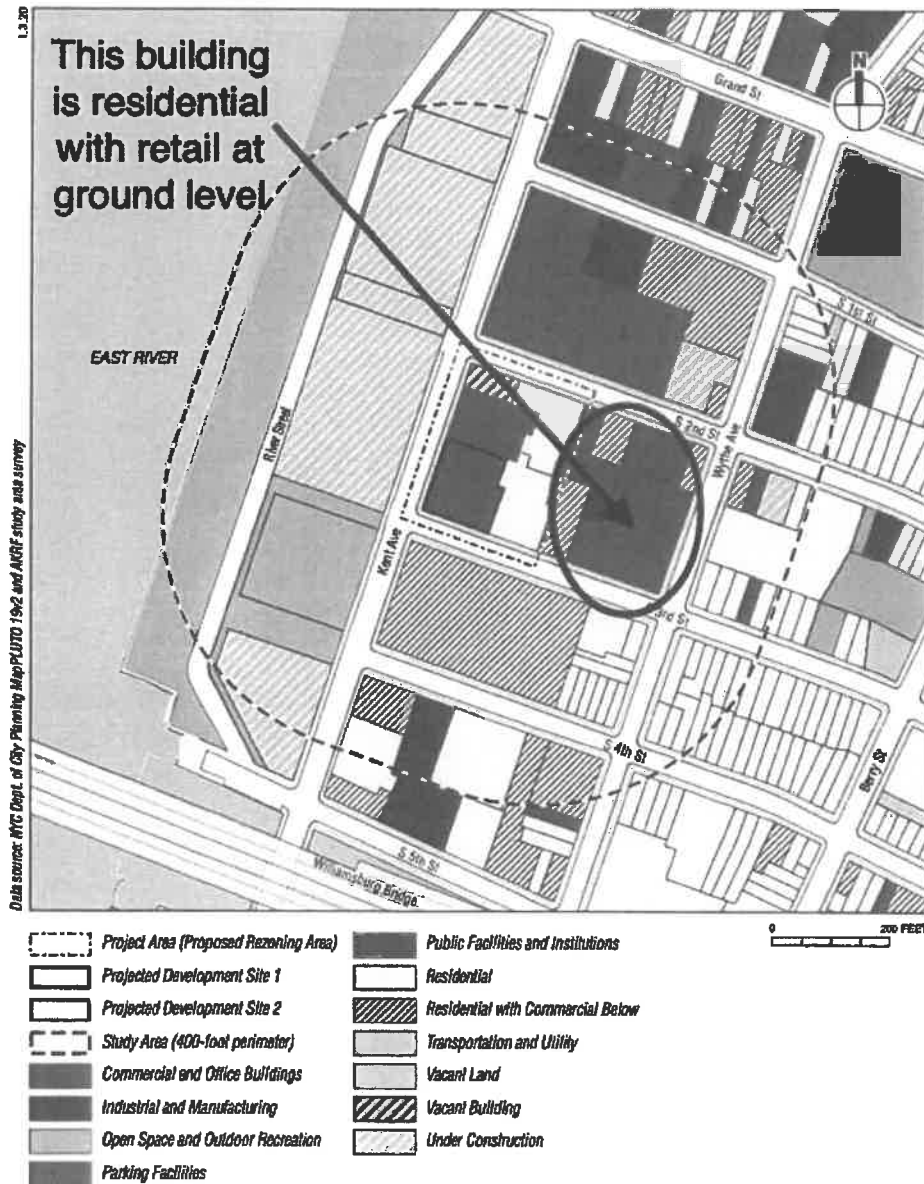 L.3.20
This building
is residential
with retail at
ground level
N
Grand St
S 1st St
EAST RIVER
River Street
S 2nd St
Wythe Ave
Kent Ave
3rd St
S 4th St
Berry St
S 5th St
Williamsburg Bridge
Data source: NYC Dept. of City Planning MapPLUTO 19v2 and AKRF study area survey
0 200 FEET
Project Area (Proposed Rezoning Area)
Projected Development Site 1
Projected Development Site 2
Study Area (400-foot perimeter)
Commercial and Office Buildings
Industrial and Manufacturing
Open Space and Outdoor Recreation
Parking Facilities
Public Facilities and Institutions
Residential
Residential with Commercial Below
Transportation and Utility
Vacant Land
Vacant Building
Under Construction